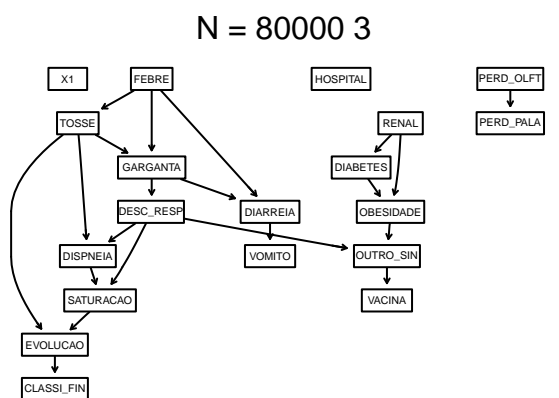 N = 80000 3
X1 FEBRE HOSPITAL PERD_OLFT
TOSSE RENAL PERD_PALA
GARGANTA DIABETES
DESC_RESP DIARREIA OBESIDADE
DISPNEIA VOMITO OUTRO_SIN
SATURACAO VACINA
EVOLUCAO
CLASSI_FIN